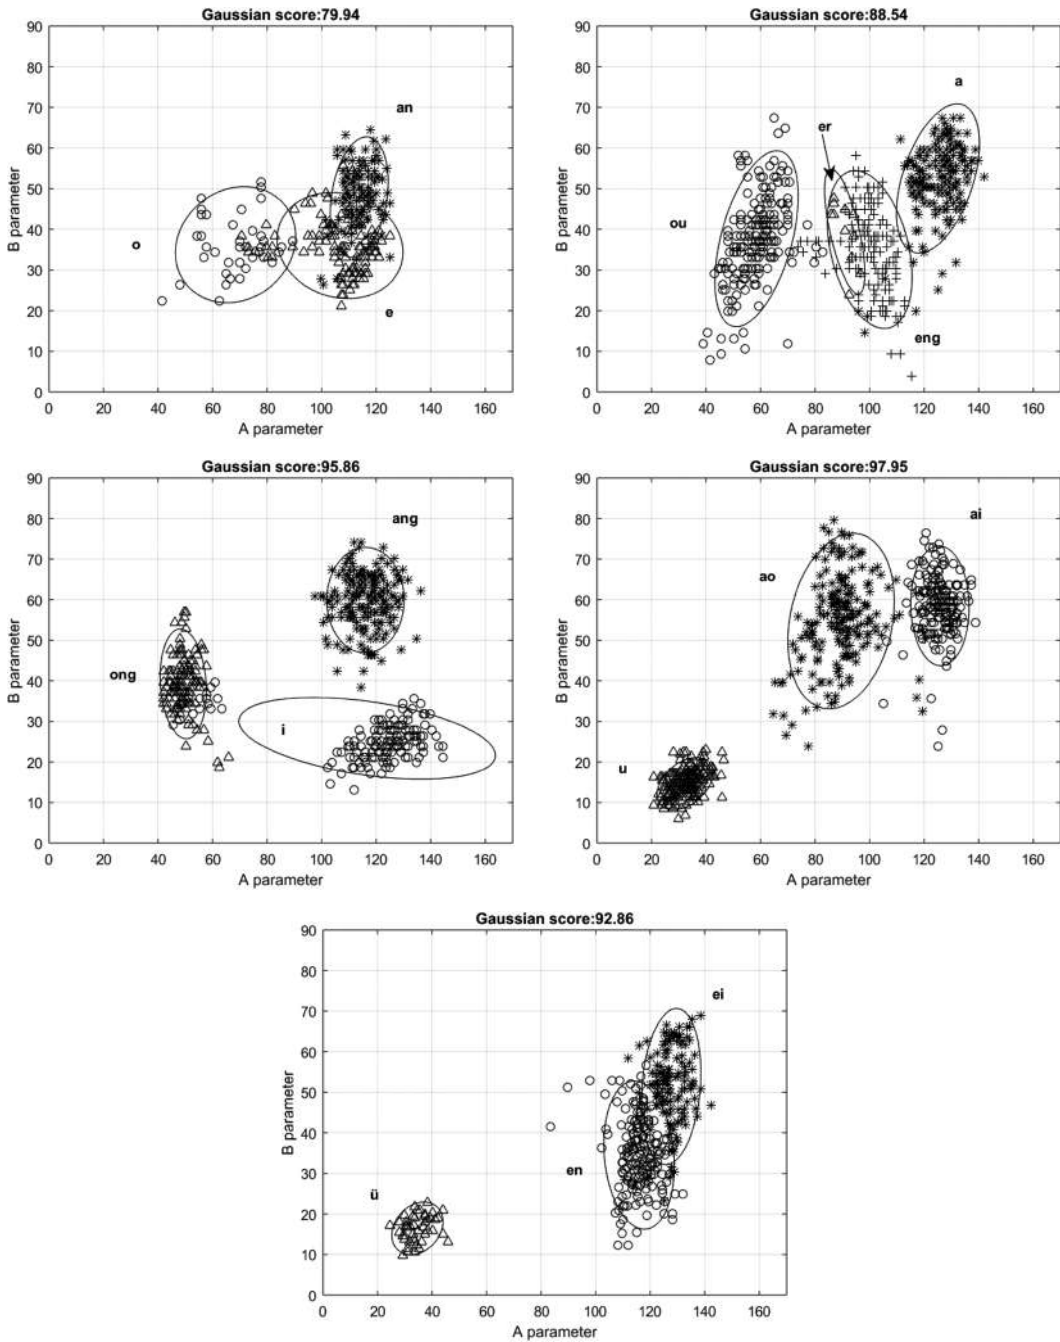 Gaussian score:79.94
90
80
70
60
50
40
30
20
10
0
B parameter
an
o
e
0 20 40 60 80 100 120 140 160
A parameter
Gaussian score:88.54
90
80
70
60
50
40
30
20
10
0
B parameter
a
er
ou
eng
0 20 40 60 80 100 120 140 160
A parameter
Gaussian score:95.86
90
80
70
60
50
40
30
20
10
0
B parameter
ang
ong
i
0 20 40 60 80 100 120 140 160
A parameter
Gaussian score:97.95
90
80
70
60
50
40
30
20
10
0
B parameter
ai
ao
u
0 20 40 60 80 100 120 140 160
A parameter
Gaussian score:92.86
90
80
70
60
50
40
30
20
10
0
B parameter
ei
en
ü
0 20 40 60 80 100 120 140 160
A parameter